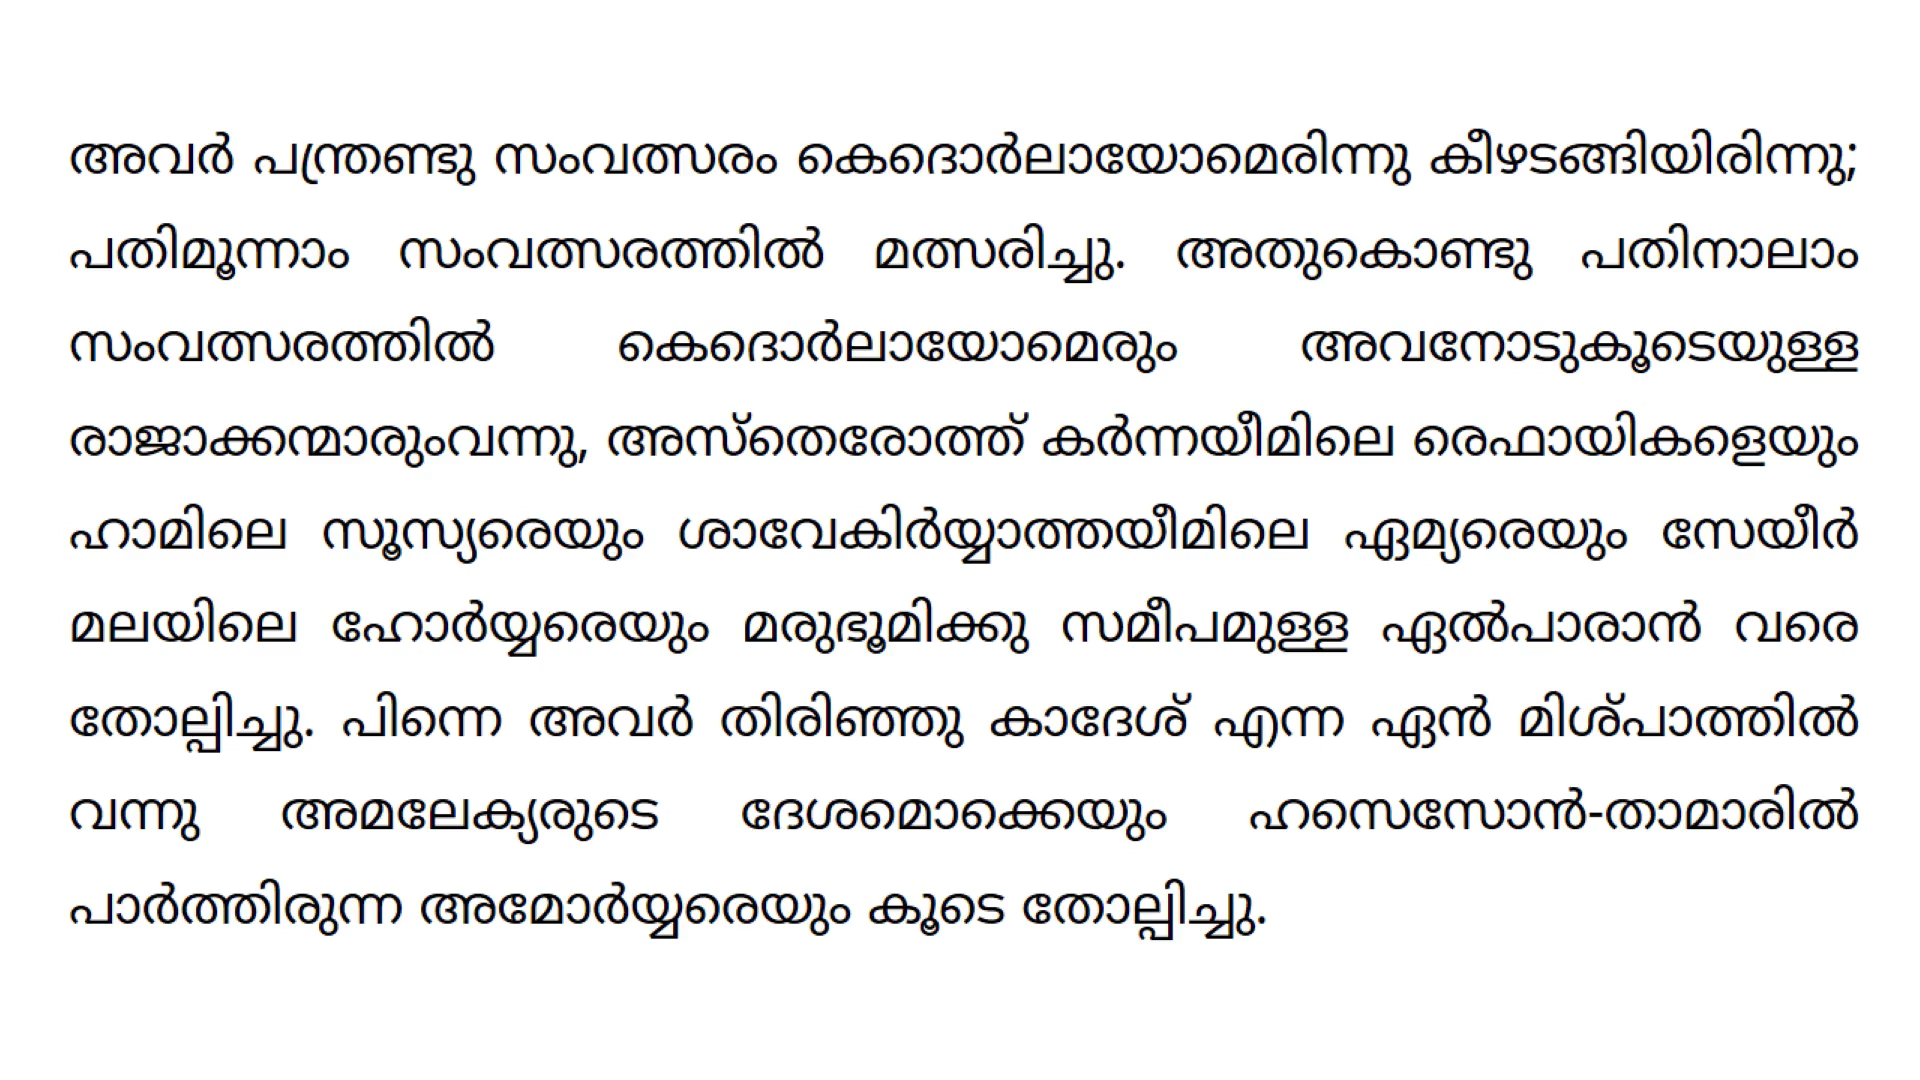 അവർ പന്ത്രണ്ടു സംവത്സരം കെദൊർലായോമെരിന്നു കീഴടങ്ങിയിരിന്നു;
പതിമൂന്നാം സംവത്സരത്തിൽ മത്സരിച്ചു. അതുകൊണ്ടു പതിനാലാം
സംവത്സരത്തിൽ കെദൊർലായോമെരും അവനോടുകൂടെയുള്ള
രാജാക്കന്മാരുംവന്നു, അസ്തെരോത്ത് കർന്നയീമിലെ രെഫായികളെയും
ഹാമിലെ സൂസ്യരെയും ശാവേകിർയ്യാത്തയീമിലെ ഏമ്യരെയും സേയീർ
മലയിലെ ഹോർയ്യരെയും മരുഭൂമിക്കു സമീപമുള്ള ഏൽപാരാൻ വരെ
തോല്പിച്ചു. പിന്നെ അവർ തിരിഞ്ഞു കാദേശ് എന്ന ഏൻ മിശ്പാത്തിൽ
വന്നു അമലേക്യരുടെ ദേശമൊക്കെയും ഹസെസോൻ-താമാരിൽ
പാർത്തിരുന്ന അമോർയ്യരെയും കൂടെ തോല്പിച്ചു.